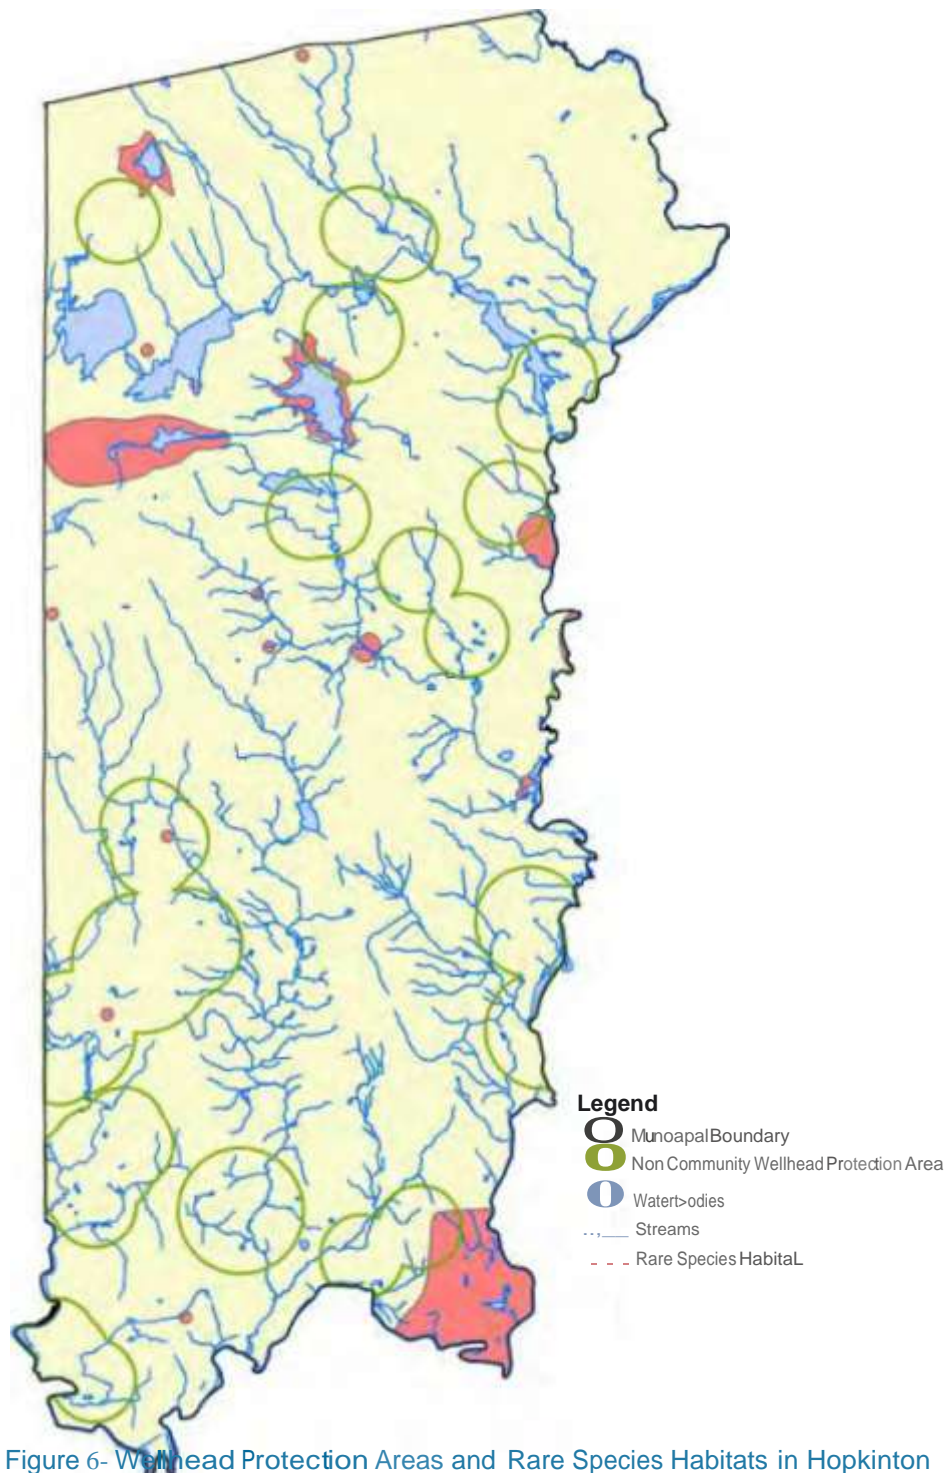 Legend
MunoapalBoundary
Non Community Wellhead Protection Area
Watert>odies
..,___ Streams
- - - Rare Species HabitaL
Figure 6- Wellhead Protection Areas and Rare Species Habitats in Hopkinton